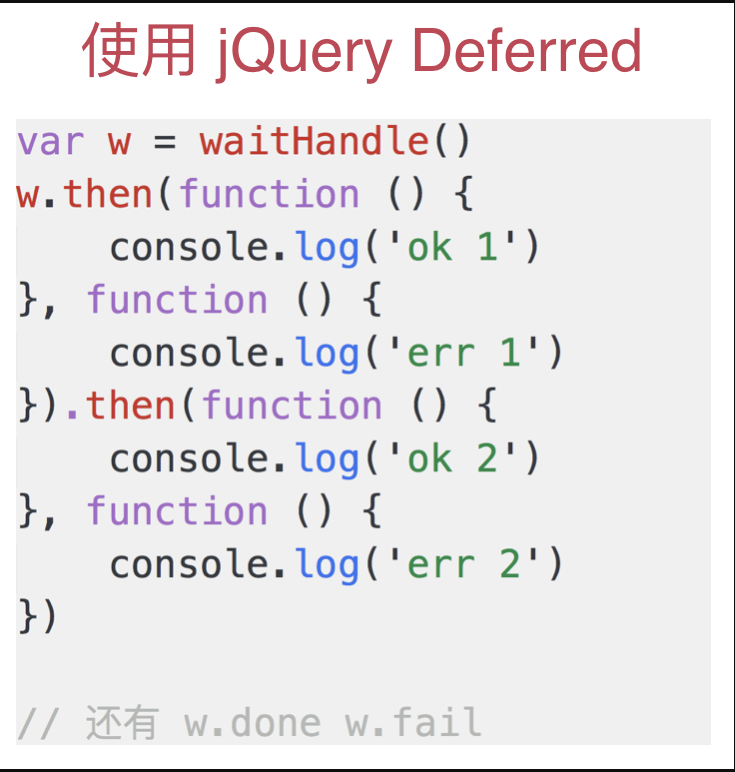 使用 jQuery Deferred
var w = waitHandle()
w.then(function () {
    console.log('ok 1')
}, function () {
    console.log('err 1')
}).then(function () {
    console.log('ok 2')
}, function () {
    console.log('err 2')
})
// 还有 w.done w.fail